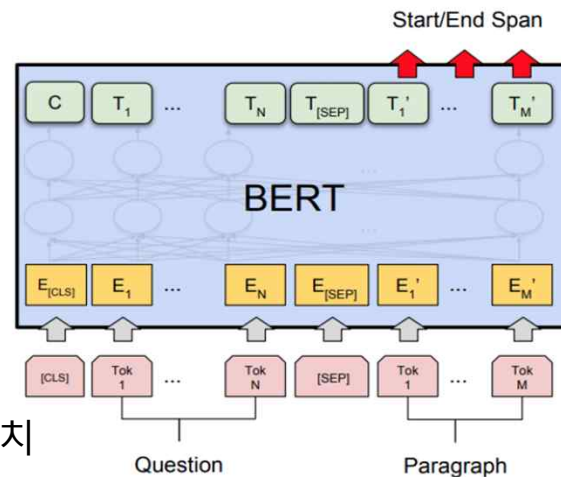 Start/End Span
C T1 ... TN T[SEP] T1' ... TM'
BERT
E[CLS] E1 ... EN E[SEP] E1' ... EM'
[CLS] Tok 1 ... Tok N [SEP] Tok 1 ... Tok M
치
Question Paragraph